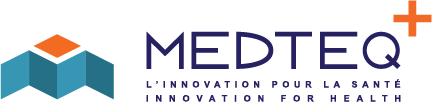 MEDTEQ+
L'INNOVATION POUR LA SANTÉ
INNOVATION FOR HEALTH